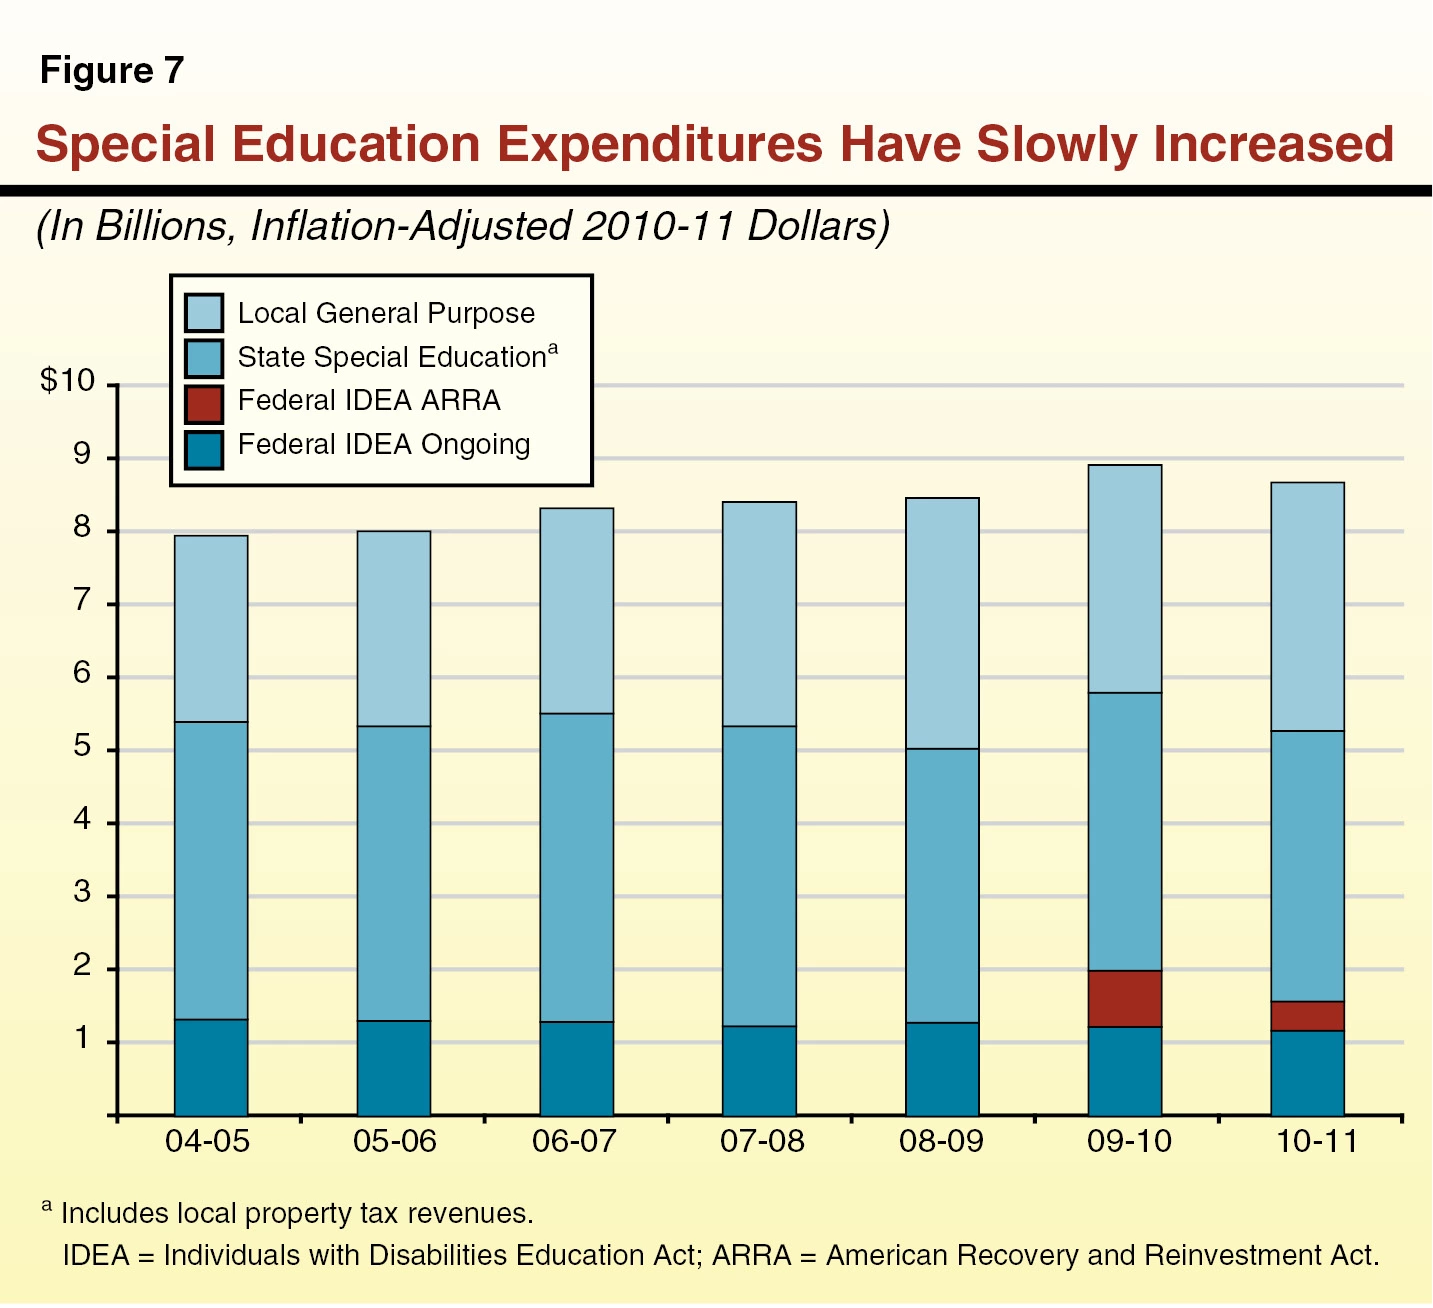 Figure 7
Special Education Expenditures Have Slowly Increased
(In Billions, Inflation-Adjusted 2010-11 Dollars)
Local General Purpose
State Special Educationᵃ
Federal IDEA ARRA
Federal IDEA Ongoing
$10
9
8
7
6
5
4
3
2
1
04-05 05-06 06-07 07-08 08-09 09-10 10-11
ᵃ Includes local property tax revenues.
IDEA = Individuals with Disabilities Education Act; ARRA = American Recovery and Reinvestment Act.